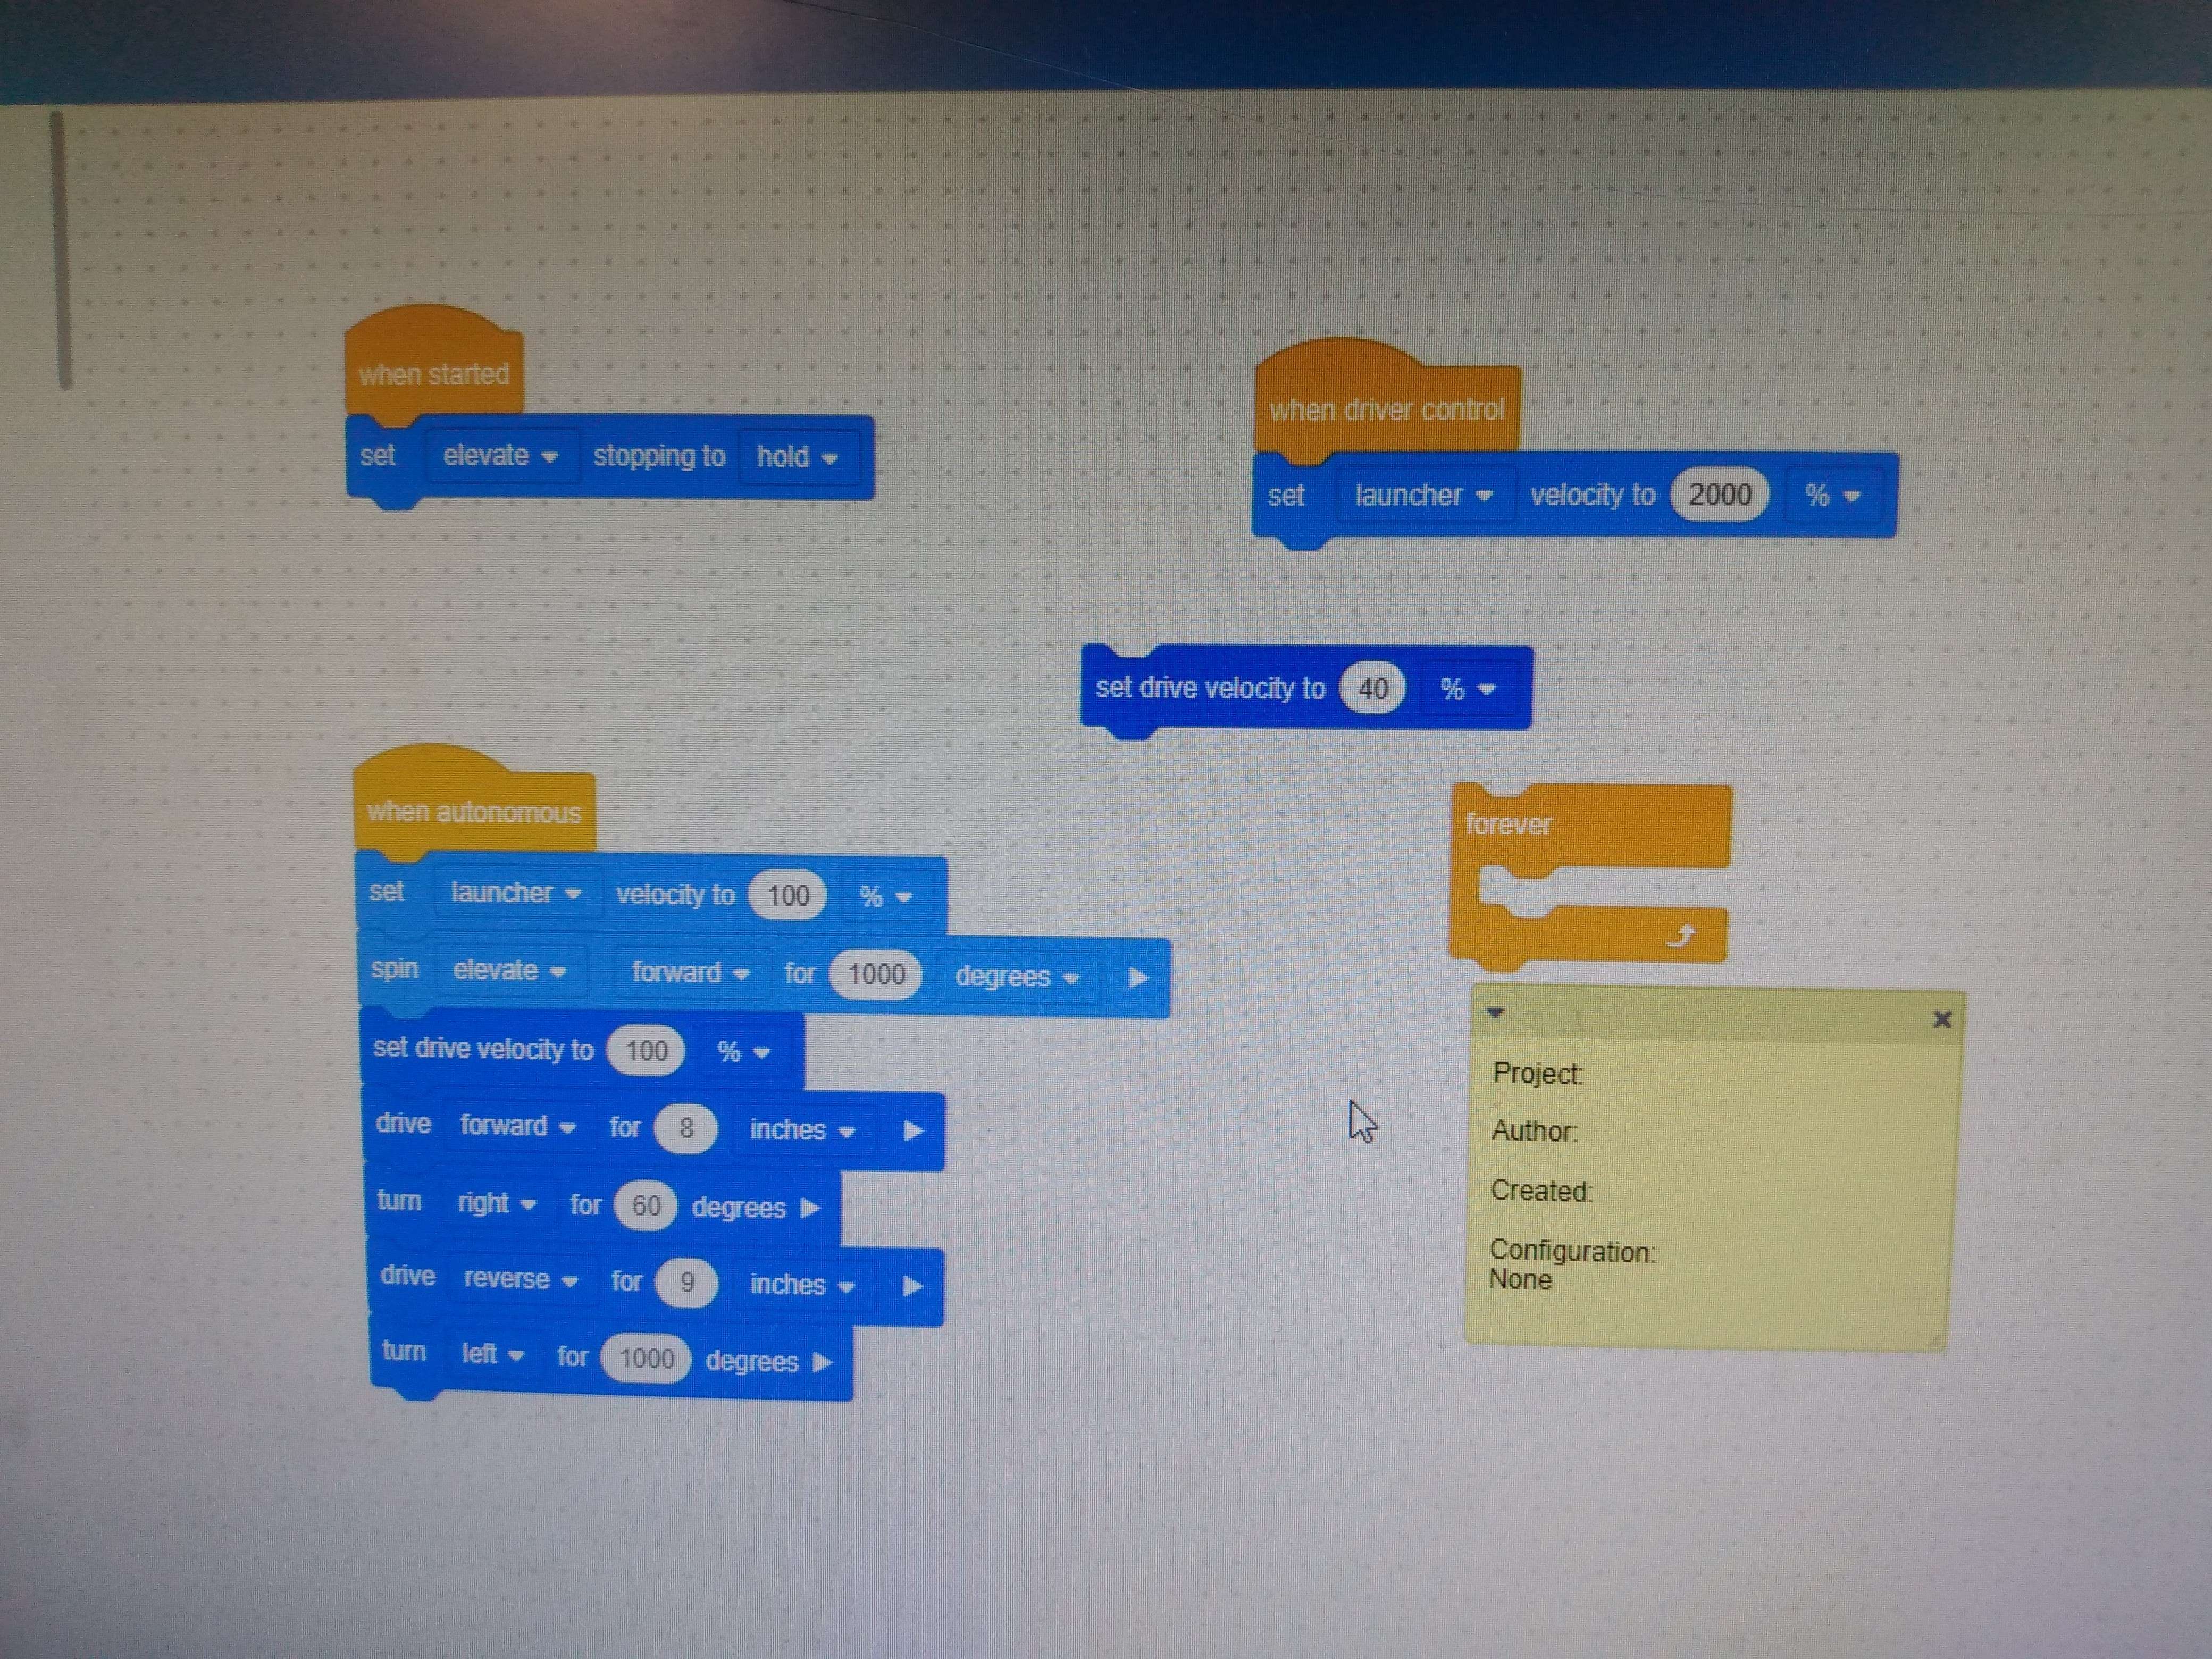 when started
set elevate stopping to hold
when driver control
set launcher velocity to 2000 %
set drive velocity to 40 %
forever
when autonomous
set launcher velocity to 100 %
spin elevate forward for 1000 degrees
set drive velocity to 100 %
drive forward for 8 inches
turn right for 60 degrees
drive reverse for 9 inches
turn left for 1000 degrees
Project:
Author:
Created:
Configuration:
None